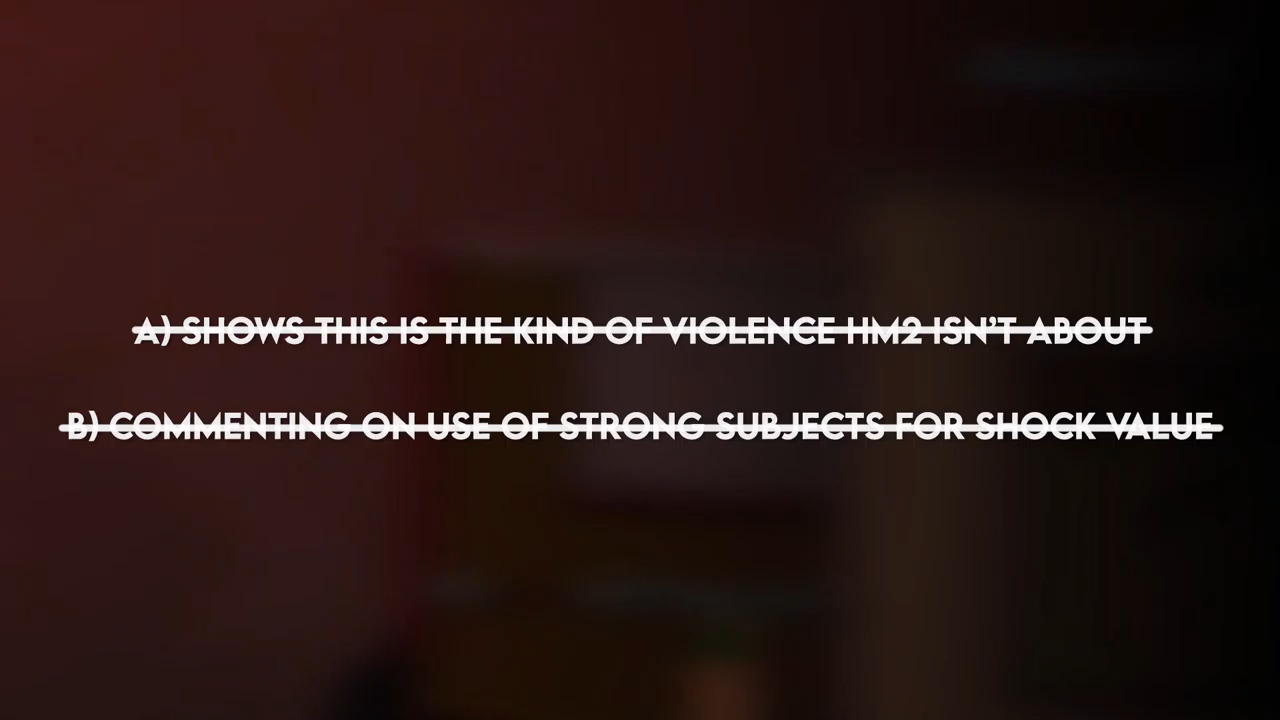 A) SHOWS THIS IS THE KIND OF VIOLENCE HM2 ISN'T ABOUT
B) COMMENTING ON USE OF STRONG SUBJECTS FOR SHOCK VALUE